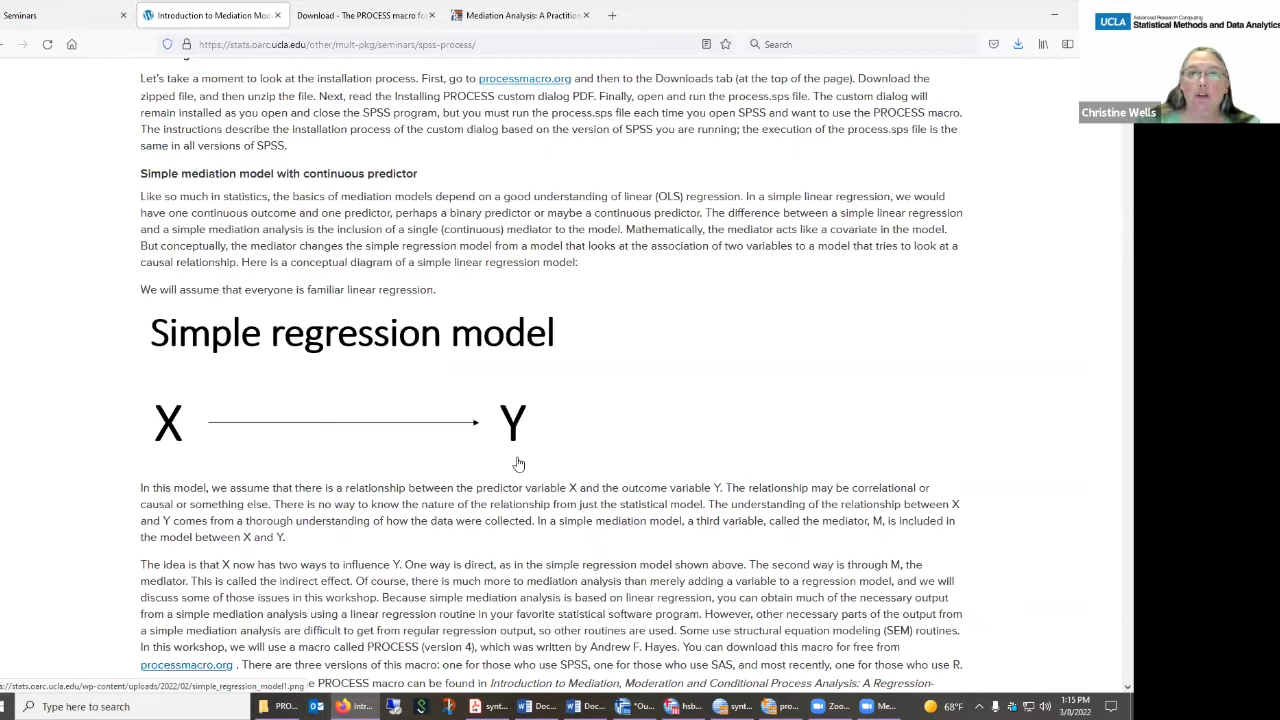 Seminars
Introduction to Mediation Mod
Download - The PROCESS macro fo
Mediation Analysis: A Practition
https://stats.oarc.ucla.edu/other/mult-pkg/spss-process/
Search
UCLA
Advanced Research Computing
Statistical Methods and Data Analytics
Christine Wells
Let's take a moment to look at the installation process. First, go to processmacro.org and then to the Downloads tab (at the top of the page). Download the
zipped file, and then unzip the file. Next, read the Installing PROCESS custom dialog PDF. Finally, open and run the process.sps file. The custom dialog will
remain installed as you open and close the SPSS program, but you must run the process.sps file each time you open SPSS and want to use the PROCESS macro.
The instructions describe the installation process of the custom dialog based on the version of SPSS you are running; the execution of the process.sps file is the
same in all versions of SPSS.
Simple mediation model with continuous predictor
Like so much in statistics, the basics of mediation models depend on a good understanding of linear (OLS) regression. In a simple linear regression, we would
have one continuous outcome and one predictor, perhaps a binary predictor or maybe a continuous predictor. The difference between a simple linear regression
and a simple mediation analysis is the inclusion of a single (continuous) mediator to the model. Mathematically, the mediator acts like a covariate in the model.
But conceptually, the mediator changes the simple regression model from a model that looks at the association of two variables to a model that tries to look at a
causal relationship. Here is a conceptual diagram of a simple linear regression model:
We will assume that everyone is familiar linear regression.
Simple regression model
X
Y
In this model, we assume that there is a relationship between the predictor variable X and the outcome variable Y. The relationship may be correlational or
causal or something else. There is no way to know the nature of the relationship from just the statistical model. The understanding of the relationship between X
and Y comes from a thorough understanding of how the data were collected. In a simple mediation model, a third variable, called the mediator, M, is included in
the model between X and Y.
The idea is that X now has two ways to influence Y. One way is direct, as in the simple regression model shown above. The second way is through M, the
mediator. This is called the indirect effect. Of course, there is much more to mediation analysis than merely adding a variable to a regression model, and we will
discuss some of those issues in this workshop. Because simple mediation analysis is based on linear regression, you can obtain much of the necessary output
from a simple mediation analysis using a linear regression routine in your favorite statistical software program. However, other necessary parts of the output from
a simple mediation analysis are difficult to get from regular regression output, so other routines are used. Some use structural equation modeling (SEM) routines.
In this workshop, we will use a macro called PROCESS (version 4), which was written by Andrew F. Hayes. You can download this macro for free from
processmacro.org . There are three versions of this macro: one for those who use SPSS, one for those who use SAS, and most recently, one for those who use R.
PROCESS macro can be found in Introduction to Mediation, Moderation and Conditional Process Analysis: A Regression-
s://stats.oarc.ucla.edu/wp-content/uploads/2022/02/simple_regression_model1.png
Type here to search
PRO...
Intr...
synt...
Doc...
Doc...
*Ou...
hsb...
synt...
pro...
Zoo...
Me...
68°F
1:15 PM
3/8/2022